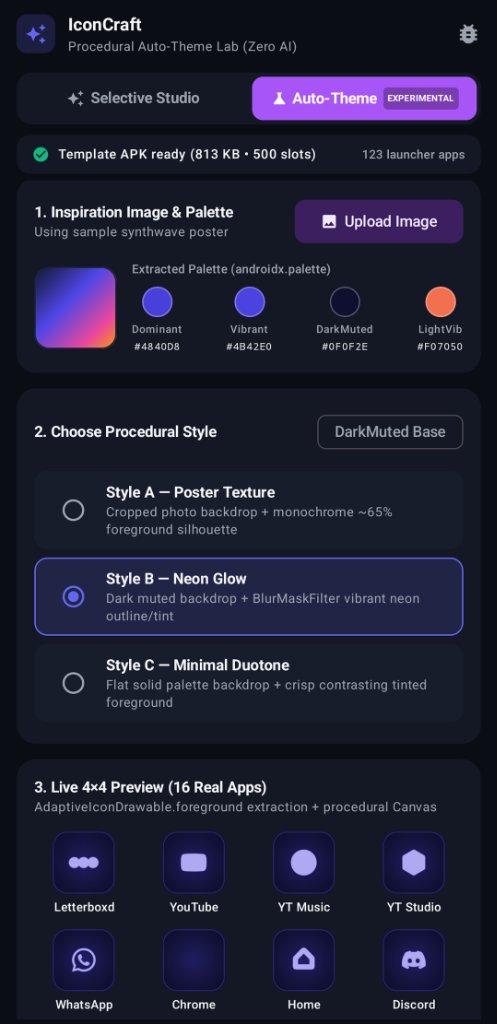 IconCraft
Procedural Auto-Theme Lab (Zero AI)
Selective Studio
Auto-Theme
EXPERIMENTAL
Template APK ready (813 KB • 500 slots)
123 launcher apps
1. Inspiration Image & Palette
Using sample synthwave poster
Upload Image
Extracted Palette (androidx.palette)
Dominant
Vibrant
DarkMuted
LightVib
#4840D8
#4B42E0
#0F0F2E
#F07050
2. Choose Procedural Style
DarkMuted Base
Style A — Poster Texture
Cropped photo backdrop + monochrome ~65%
foreground silhouette
Style B — Neon Glow
Dark muted backdrop + BlurMaskFilter vibrant neon
outline/tint
Style C — Minimal Duotone
Flat solid palette backdrop + crisp contrasting tinted
foreground
3. Live 4×4 Preview (16 Real Apps)
AdaptiveIconDrawable.foreground extraction + procedural Canvas
Letterboxd
YouTube
YT Music
YT Studio
WhatsApp
Chrome
Home
Discord